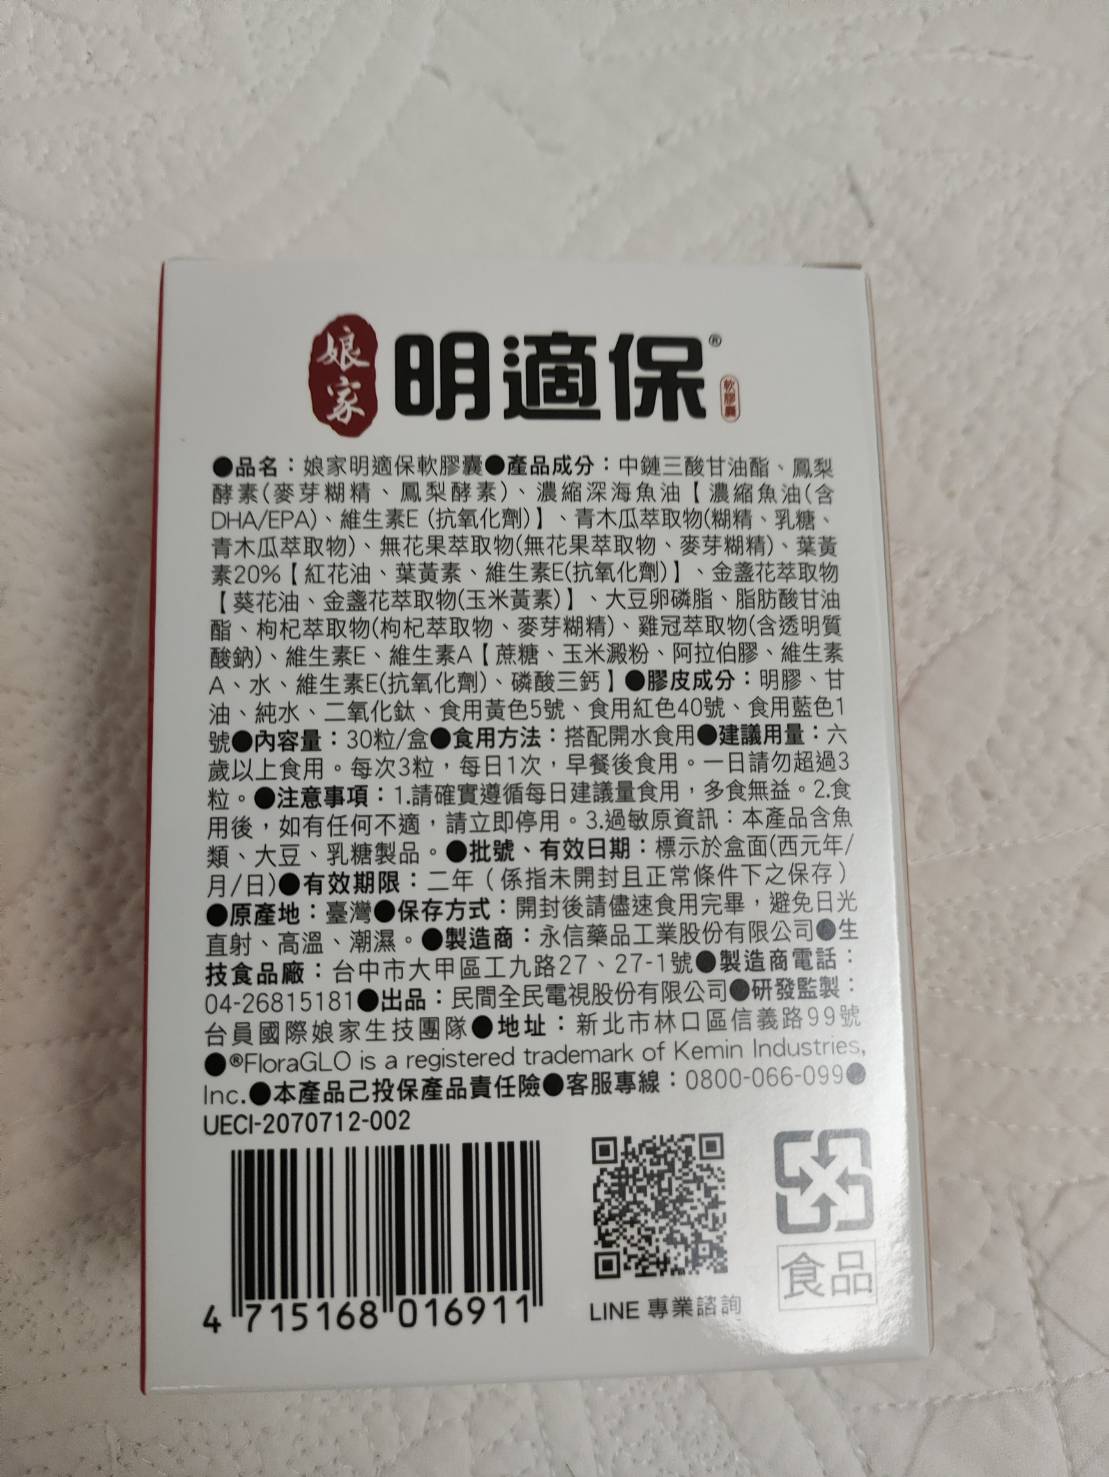 娘家 明適保® 軟膠囊
●品名：娘家明適保軟膠囊●產品成分：中鏈三酸甘油酯、鳳梨
酵素(麥芽糊精、鳳梨酵素)、濃縮深海魚油【濃縮魚油(含
DHA/EPA)、維生素E (抗氧化劑)】、青木瓜萃取物(糊精、乳糖、
青木瓜萃取物)、無花果萃取物(無花果萃取物、麥芽糊精)、葉黃
素20%【紅花油、葉黃素、維生素E(抗氧化劑)】、金盞花萃取物
【葵花油、金盞花萃取物(玉米黃素)】、大豆卵磷脂、脂肪酸甘油
酯、枸杞萃取物(枸杞萃取物、麥芽糊精)、雞冠萃取物(含透明質
酸鈉)、維生素E、維生素A【蔗糖、玉米澱粉、阿拉伯膠、維生素
A、水、維生素E(抗氧化劑)、磷酸三鈣】●膠皮成分：明膠、甘
油、純水、二氧化鈦、食用黃色5號、食用紅色40號、食用藍色1
號●內容量：30粒/盒●食用方法：搭配開水食用●建議用量：六
歲以上食用。每次3粒，每日1次，早餐後食用。一日請勿超過3
粒。●注意事項：1.請確實遵循每日建議量食用，多食無益。2.食
用後，如有任何不適，請立即停用。3.過敏原資訊：本產品含魚
類、大豆、乳糖製品。●批號、有效日期：標示於盒面(西元年/
月/日)●有效期限：二年（係指未開封且正常條件下之保存）
●原產地：臺灣●保存方式：開封後請儘速食用完畢，避免日光
直射、高溫、潮濕。●製造商：永信藥品工業股份有限公司●生
技食品廠：台中市大甲區工九路27、27-1號●製造商電話：
04-26815181●出品：民間全民電視股份有限公司●研發監製：
台員國際娘家生技團隊●地址：新北市林口區信義路99號
●®FloraGLO is a registered trademark of Kemin Industries,
Inc.●本產品已投保產品責任險●客服專線：0800-066-099●
UECI-2070712-002
4 715168 016911
LINE 專業諮詢
食品